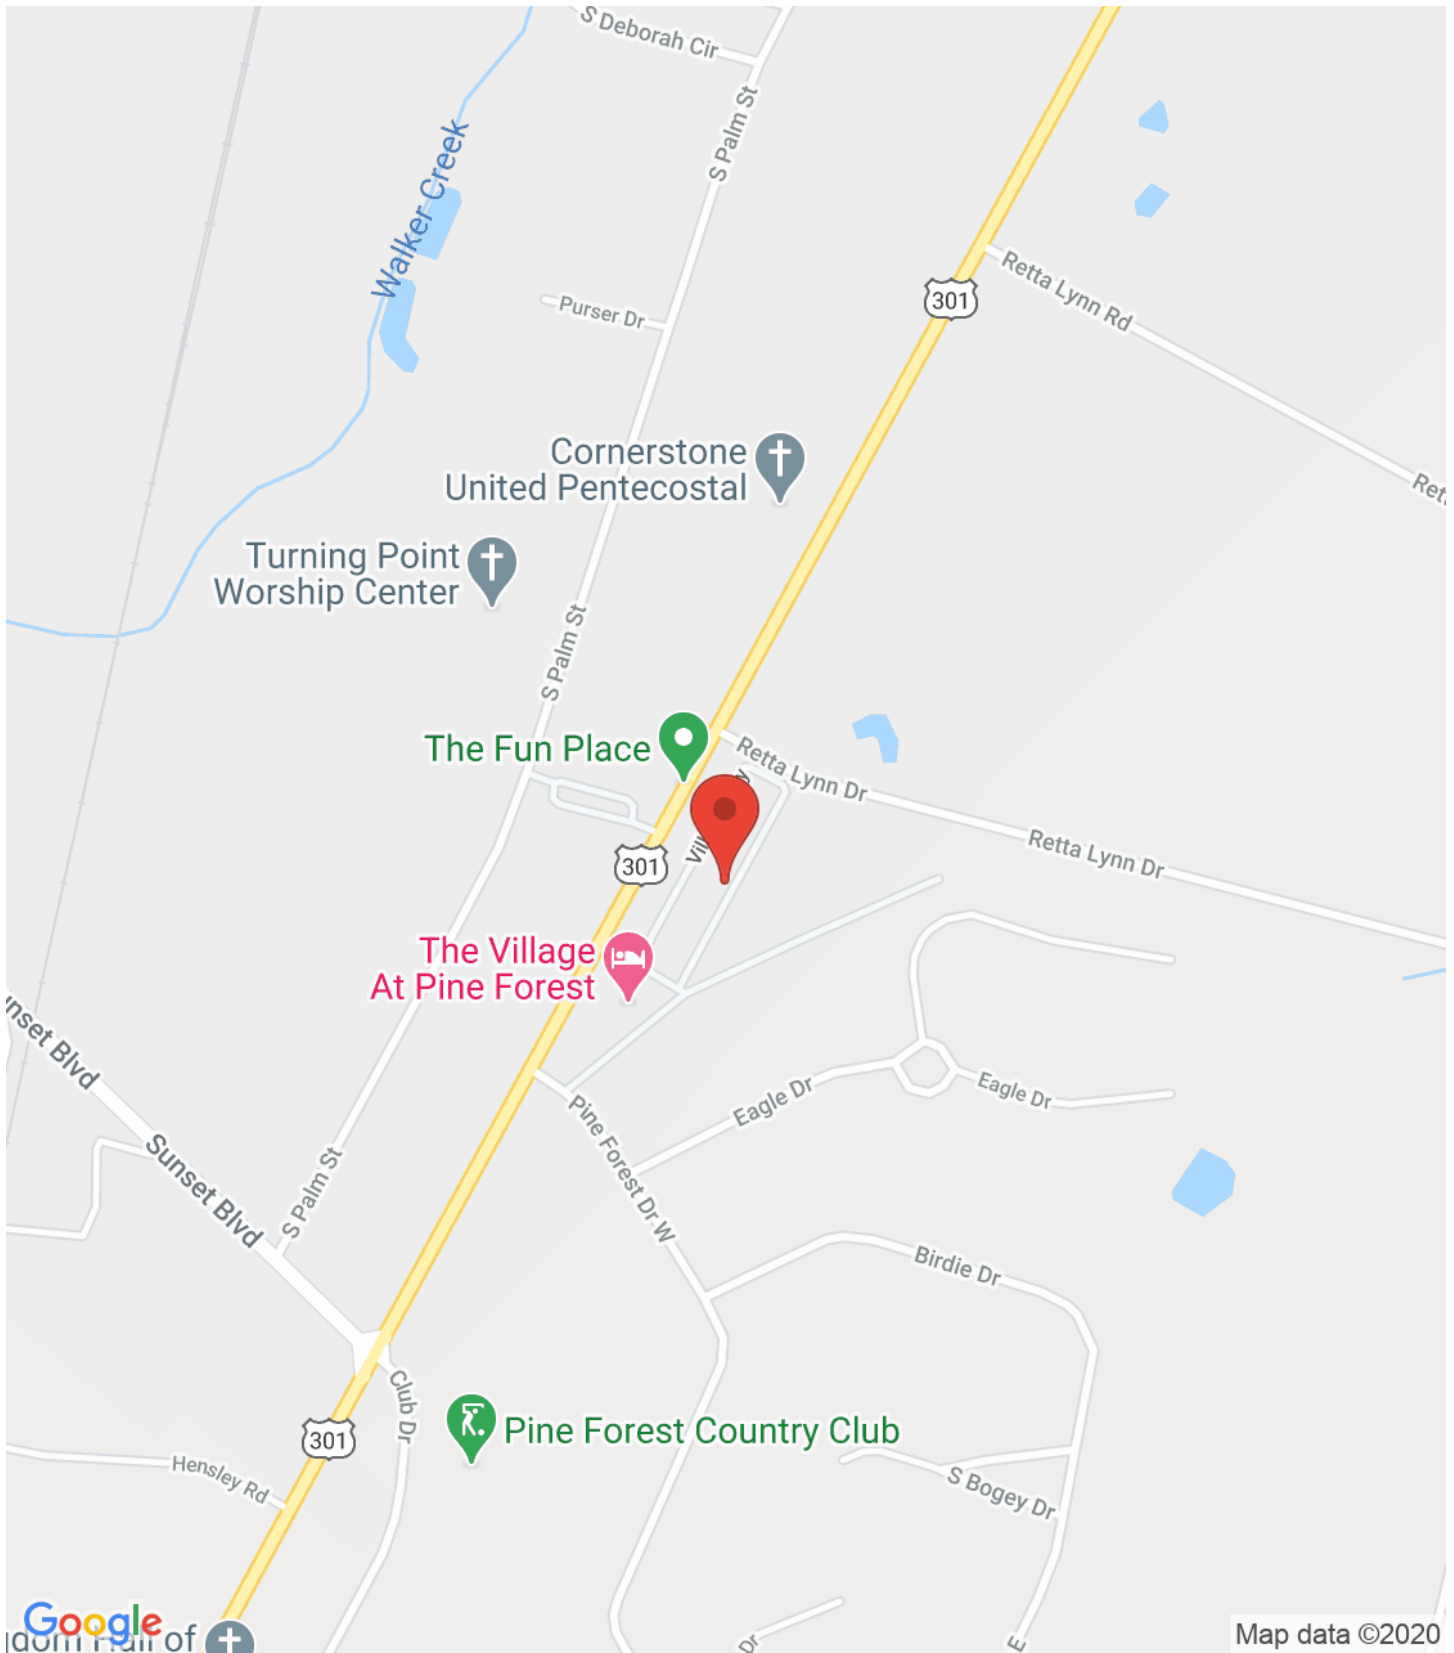 S Deborah Cir
S Palm St
Walker Creek
301
Retta Lynn Rd
Purser Dr
Cornerstone
United Pentecostal
Turning Point
Worship Center
S Palm St
The Fun Place
Retta Lynn Dr
301
Retta Lynn Dr
The Village
At Pine Forest
Sunset Blvd
Eagle Dr
Eagle Dr
Pine Forest Dr W
S Palm St
Birdie Dr
Club Dr
301
Pine Forest Country Club
Hensley Rd
S Bogey Dr
Google
Hall of
Dr
E
Map data ©2020